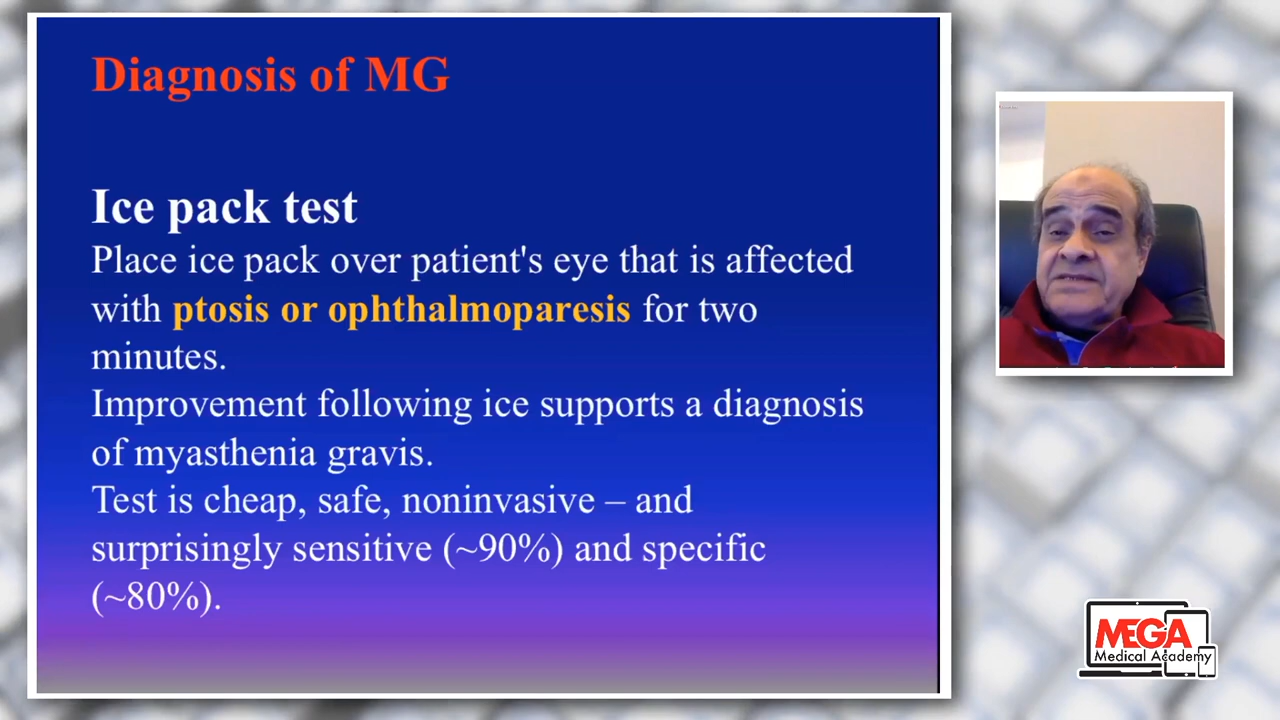 Diagnosis of MG
Ice pack test
Place ice pack over patient's eye that is affected
with ptosis or ophthalmoparesis for two
minutes.
Improvement following ice supports a diagnosis
of myasthenia gravis.
Test is cheap, safe, noninvasive – and
surprisingly sensitive (~90%) and specific
(~80%).
MEGA
Medical Academy